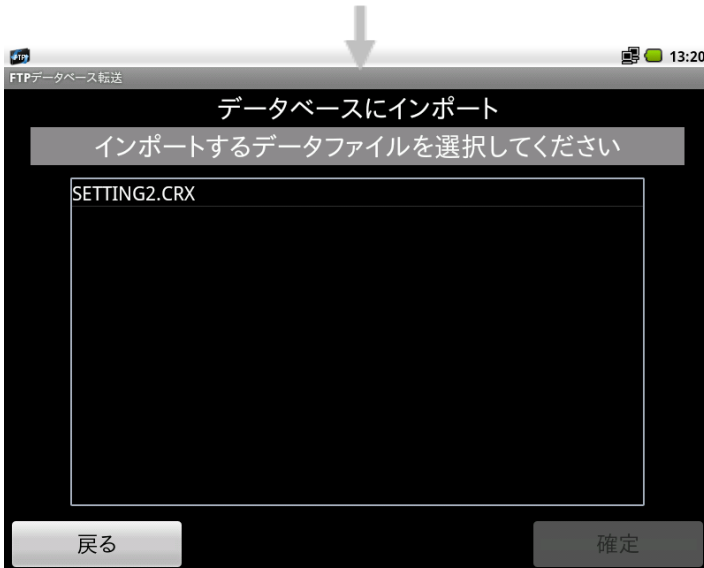 13:20
FTPデータベース転送
データベースにインポート
インポートするデータファイルを選択してください
SETTING2.CRX
戻る
確定